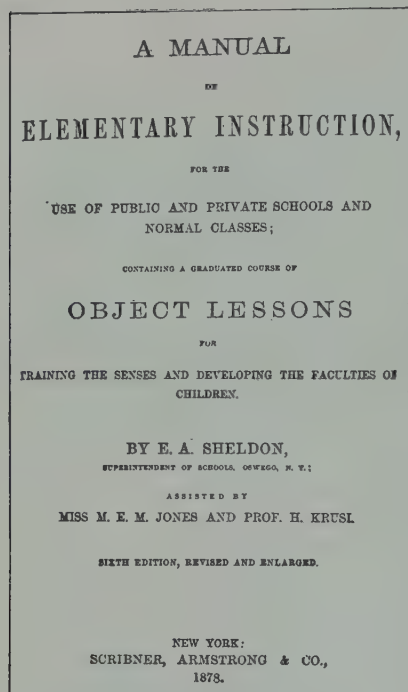 A MANUAL
OF
ELEMENTARY INSTRUCTION,
FOR THE
USE OF PUBLIC AND PRIVATE SCHOOLS AND
NORMAL CLASSES;
CONTAINING A GRADUATED COURSE OF
OBJECT LESSONS
FOR
TRAINING THE SENSES AND DEVELOPING THE FACULTIES OF
CHILDREN.
BY E. A. SHELDON,
SUPERINTENDENT OF SCHOOLS, OSWEGO, N. Y.;
ASSISTED BY
MISS M. E. M. JONES AND PROF. H. KRUSI.
SIXTH EDITION, REVISED AND ENLARGED.
NEW YORK:
SCRIBNER, ARMSTRONG & CO.,
1878.